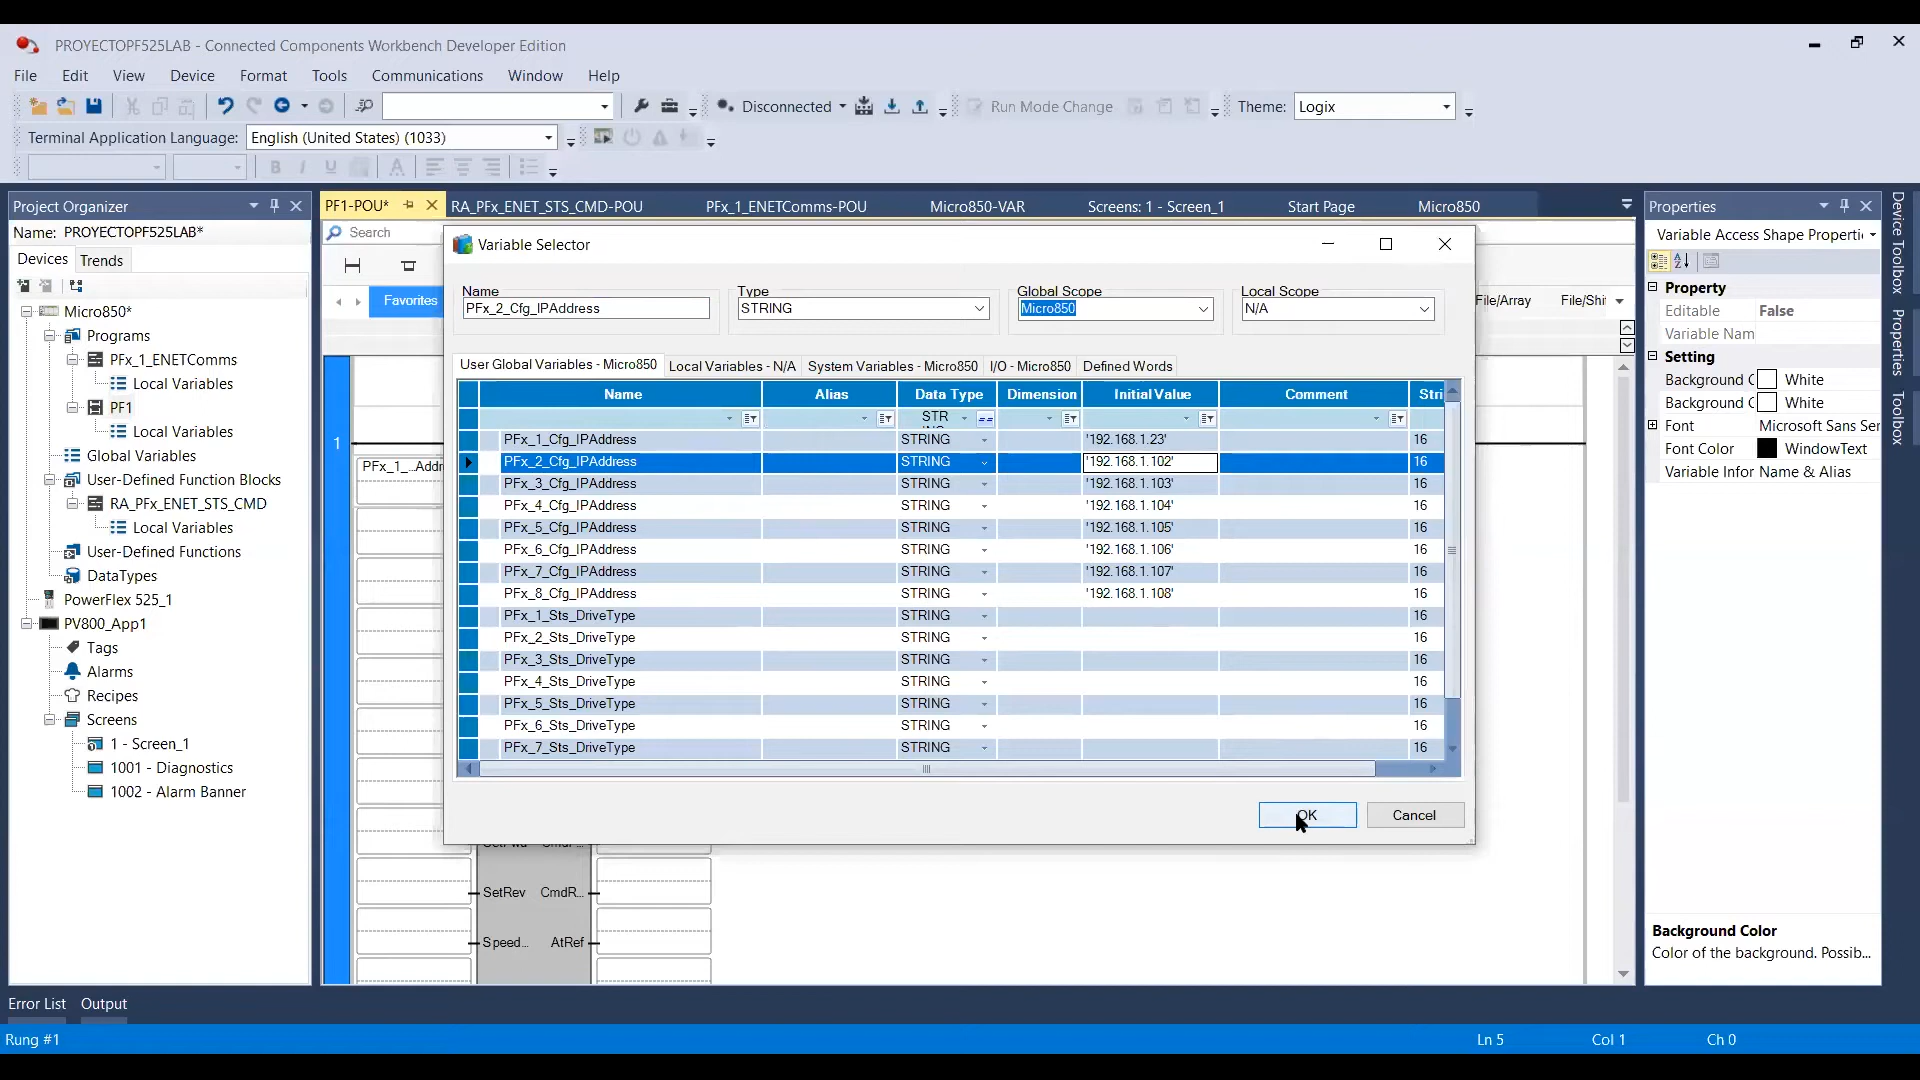 PROYECTOPF525LAB - Connected Components Workbench Developer Edition
File Edit View Device Format Tools Communications Window Help
Disconnected Run Mode Change Theme: Logix
Terminal Application Language: English (United States) (1033)
B I U A
Project Organizer
Name: PROYECTOPF525LAB*
Devices Trends
Micro850*
Programs
PFx_1_ENETComms
Local Variables
PF1
Local Variables
Global Variables
User-Defined Function Blocks
RA_PFx_ENET_STS_CMD
Local Variables
User-Defined Functions
DataTypes
PowerFlex 525_1
PV800_App1
Tags
Alarms
Recipes
Screens
1 - Screen_1
1001 - Diagnostics
1002 - Alarm Banner
PF1-POU* RA_PFx_ENET_STS_CMD-POU PFx_1_ENETComms-POU Micro850-VAR Screens: 1 - Screen_1 Start Page Micro850
Search
Favorites
File/Array File/Shi
1
PFx_1_...Addr
Variable Selector
Name Type Global Scope Local Scope
PFx_2_Cfg_IPAddress STRING Micro850 N/A
User Global Variables - Micro850 Local Variables - N/A System Variables - Micro850 I/O - Micro850 Defined Words
Name Alias Data Type Dimension Initial Value Comment Stri
STR
PFx_1_Cfg_IPAddress STRING '192.168.1.23' 16
PFx_2_Cfg_IPAddress STRING '192.168.1.102' 16
PFx_3_Cfg_IPAddress STRING '192.168.1.103' 16
PFx_4_Cfg_IPAddress STRING '192.168.1.104' 16
PFx_5_Cfg_IPAddress STRING '192.168.1.105' 16
PFx_6_Cfg_IPAddress STRING '192.168.1.106' 16
PFx_7_Cfg_IPAddress STRING '192.168.1.107' 16
PFx_8_Cfg_IPAddress STRING '192.168.1.108' 16
PFx_1_Sts_DriveType STRING 16
PFx_2_Sts_DriveType STRING 16
PFx_3_Sts_DriveType STRING 16
PFx_4_Sts_DriveType STRING 16
PFx_5_Sts_DriveType STRING 16
PFx_6_Sts_DriveType STRING 16
PFx_7_Sts_DriveType STRING 16
OK Cancel
SetRev CmdR...
Speed... AtRef
Properties
Variable Access Shape Properti
Property
Editable False
Variable Nam
Setting
Background C White
Background C White
Font Microsoft Sans Ser
Font Color WindowText
Variable Infor Name & Alias
Background Color
Color of the background. Possib...
Device Toolbox
Properties
Toolbox
Error List Output
Rung #1 Ln 5 Col 1 Ch 0